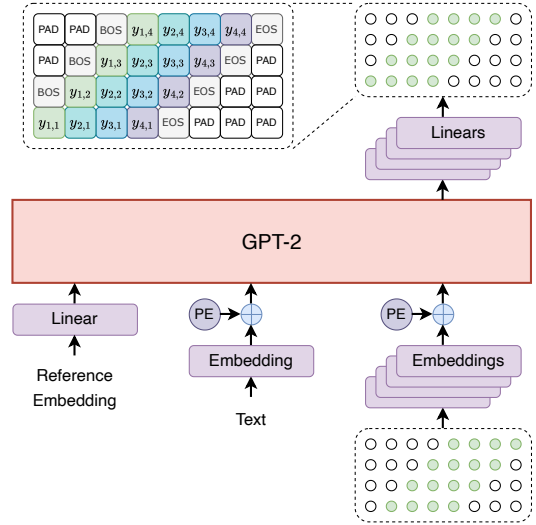 PAD PAD BOS y1,4 y2,4 y3,4 y4,4 EOS
PAD BOS y1,3 y2,3 y3,3 y4,3 EOS PAD
BOS y1,2 y2,2 y3,2 y4,2 EOS PAD PAD
y1,1 y2,1 y3,1 y4,1 EOS PAD PAD PAD
Linears
GPT-2
PE PE
Linear
Embedding Embeddings
Reference
Embedding
Text